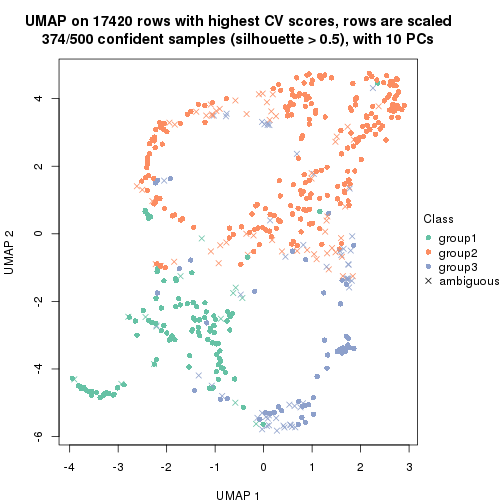 UMAP on 17420 rows with highest CV scores, rows are scaled
374/500 confident samples (silhouette > 0.5), with 10 PCs
4
2
0
-2
-4
-6
UMAP 2
-4
-3
-2
-1
0
1
2
3
UMAP 1
Class
group1
group2
group3
ambiguous